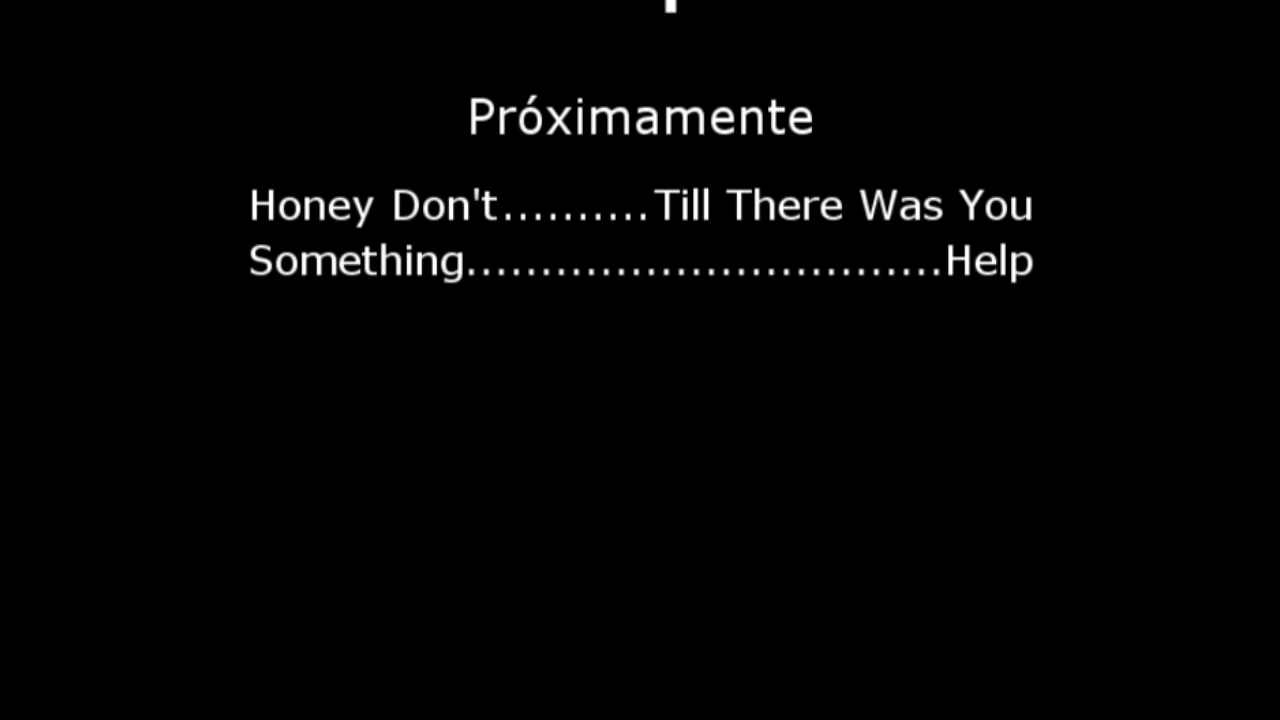 Próximamente
Honey Don't..........Till There Was You
Something................................Help